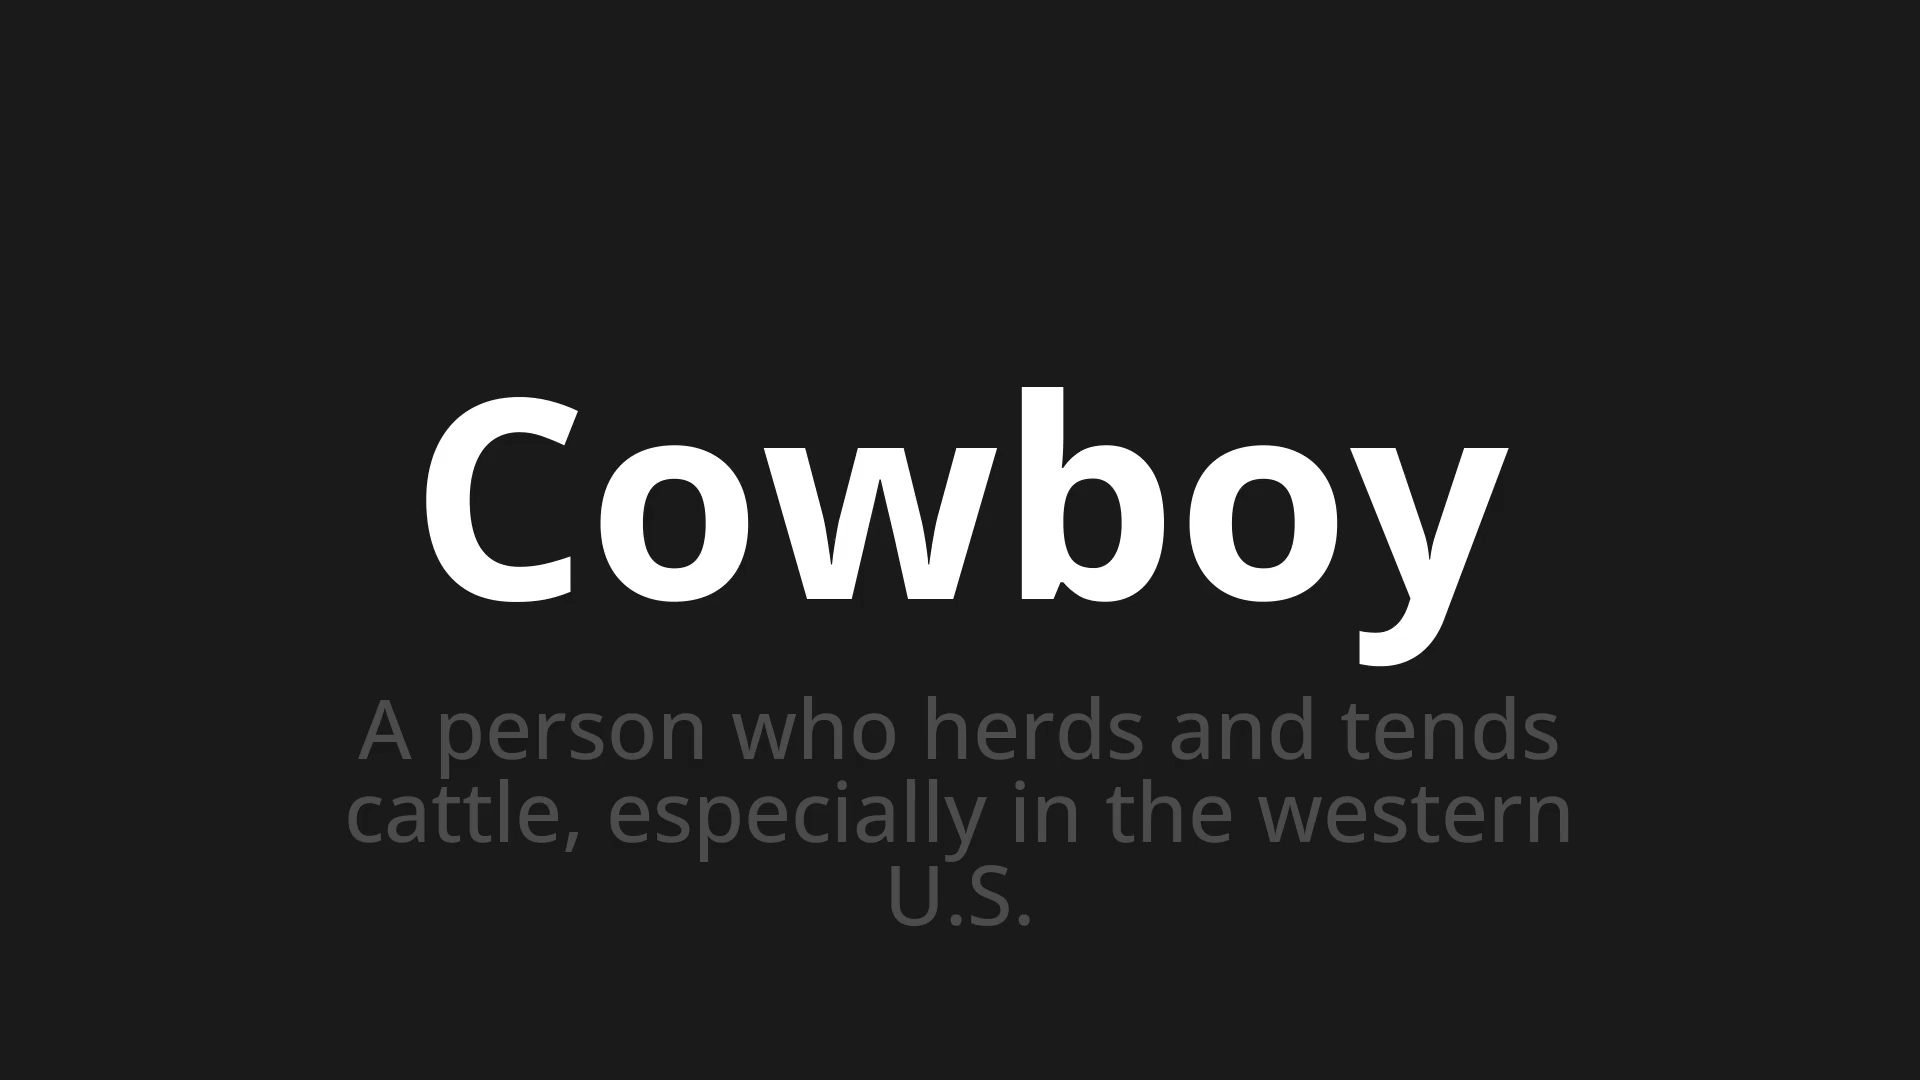 Cowboy
A person who herds and tends
cattle, especially in the western
U.S.